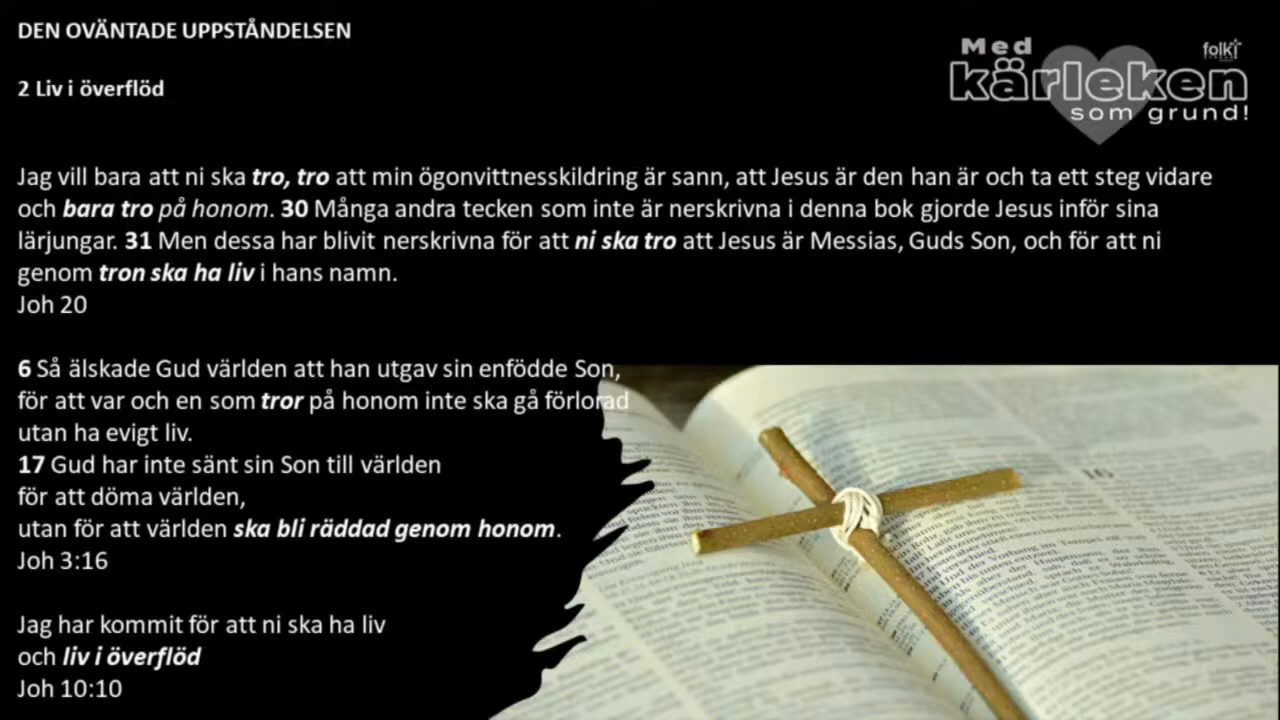 DEN OVÄNTADE UPPSTÅNDELSEN
Med
kärleken
som grund!
folk
2 Liv i överflöd
Jag vill bara att ni ska tro, tro att min ögonvittnesskildring är sann, att Jesus är den han är och ta ett steg vidare
och bara tro på honom. 30 Många andra tecken som inte är nerskrivna i denna bok gjorde Jesus inför sina
lärjungar. 31 Men dessa har blivit nerskrivna för att ni ska tro att Jesus är Messias, Guds Son, och för att ni
genom tron ska ha liv i hans namn.
Joh 20
6 Så älskade Gud världen att han utgav sin enfödde Son,
för att var och en som tror på honom inte ska gå förlorad
utan ha evigt liv.
17 Gud har inte sänt sin Son till världen
för att döma världen,
utan för att världen ska bli räddad genom honom.
Joh 3:16
Jag har kommit för att ni ska ha liv
och liv i överflöd
Joh 10:10